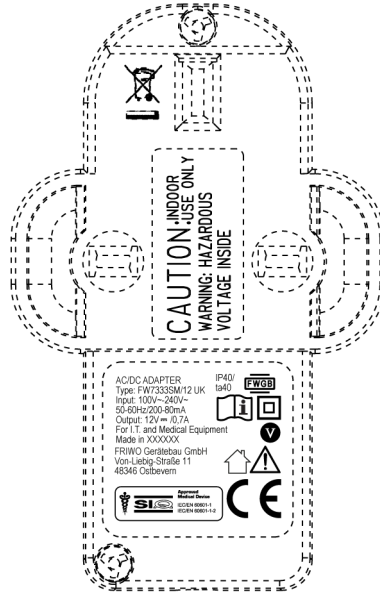 CAUTION: INDOOR
USE ONLY
WARNING: HAZARDOUS
VOLTAGE INSIDE
AC/DC ADAPTER
Type: FW7333SM/12 UK
Input: 100V~-240V~
50-60Hz/200-80mA
Output: 12V⎓/0,7A
For I.T. and Medical Equipment
Made in XXXXXX
FRIWO Gerätebau GmbH
Von-Liebig-Straße 11
48346 Ostbevern
IP40/
ta40
FWGB
i
V
SIQ
Approved
Medical Device
IEC/EN 60601-1
IEC/EN 60601-1-2
CE